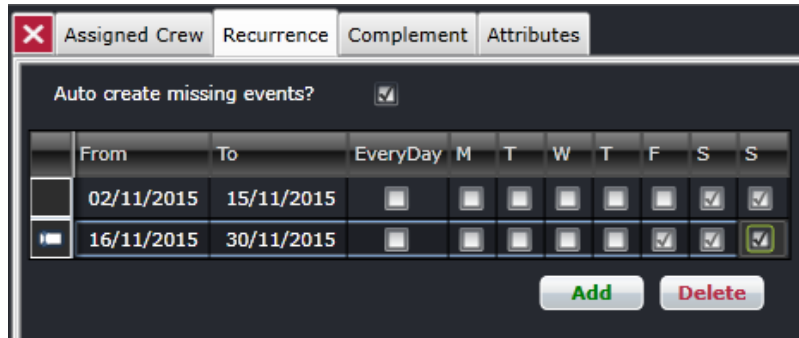 Assigned Crew Recurrence Complement Attributes
Auto create missing events?
From To EveryDay M T W T F S S
02/11/2015 15/11/2015
16/11/2015 30/11/2015
Add Delete